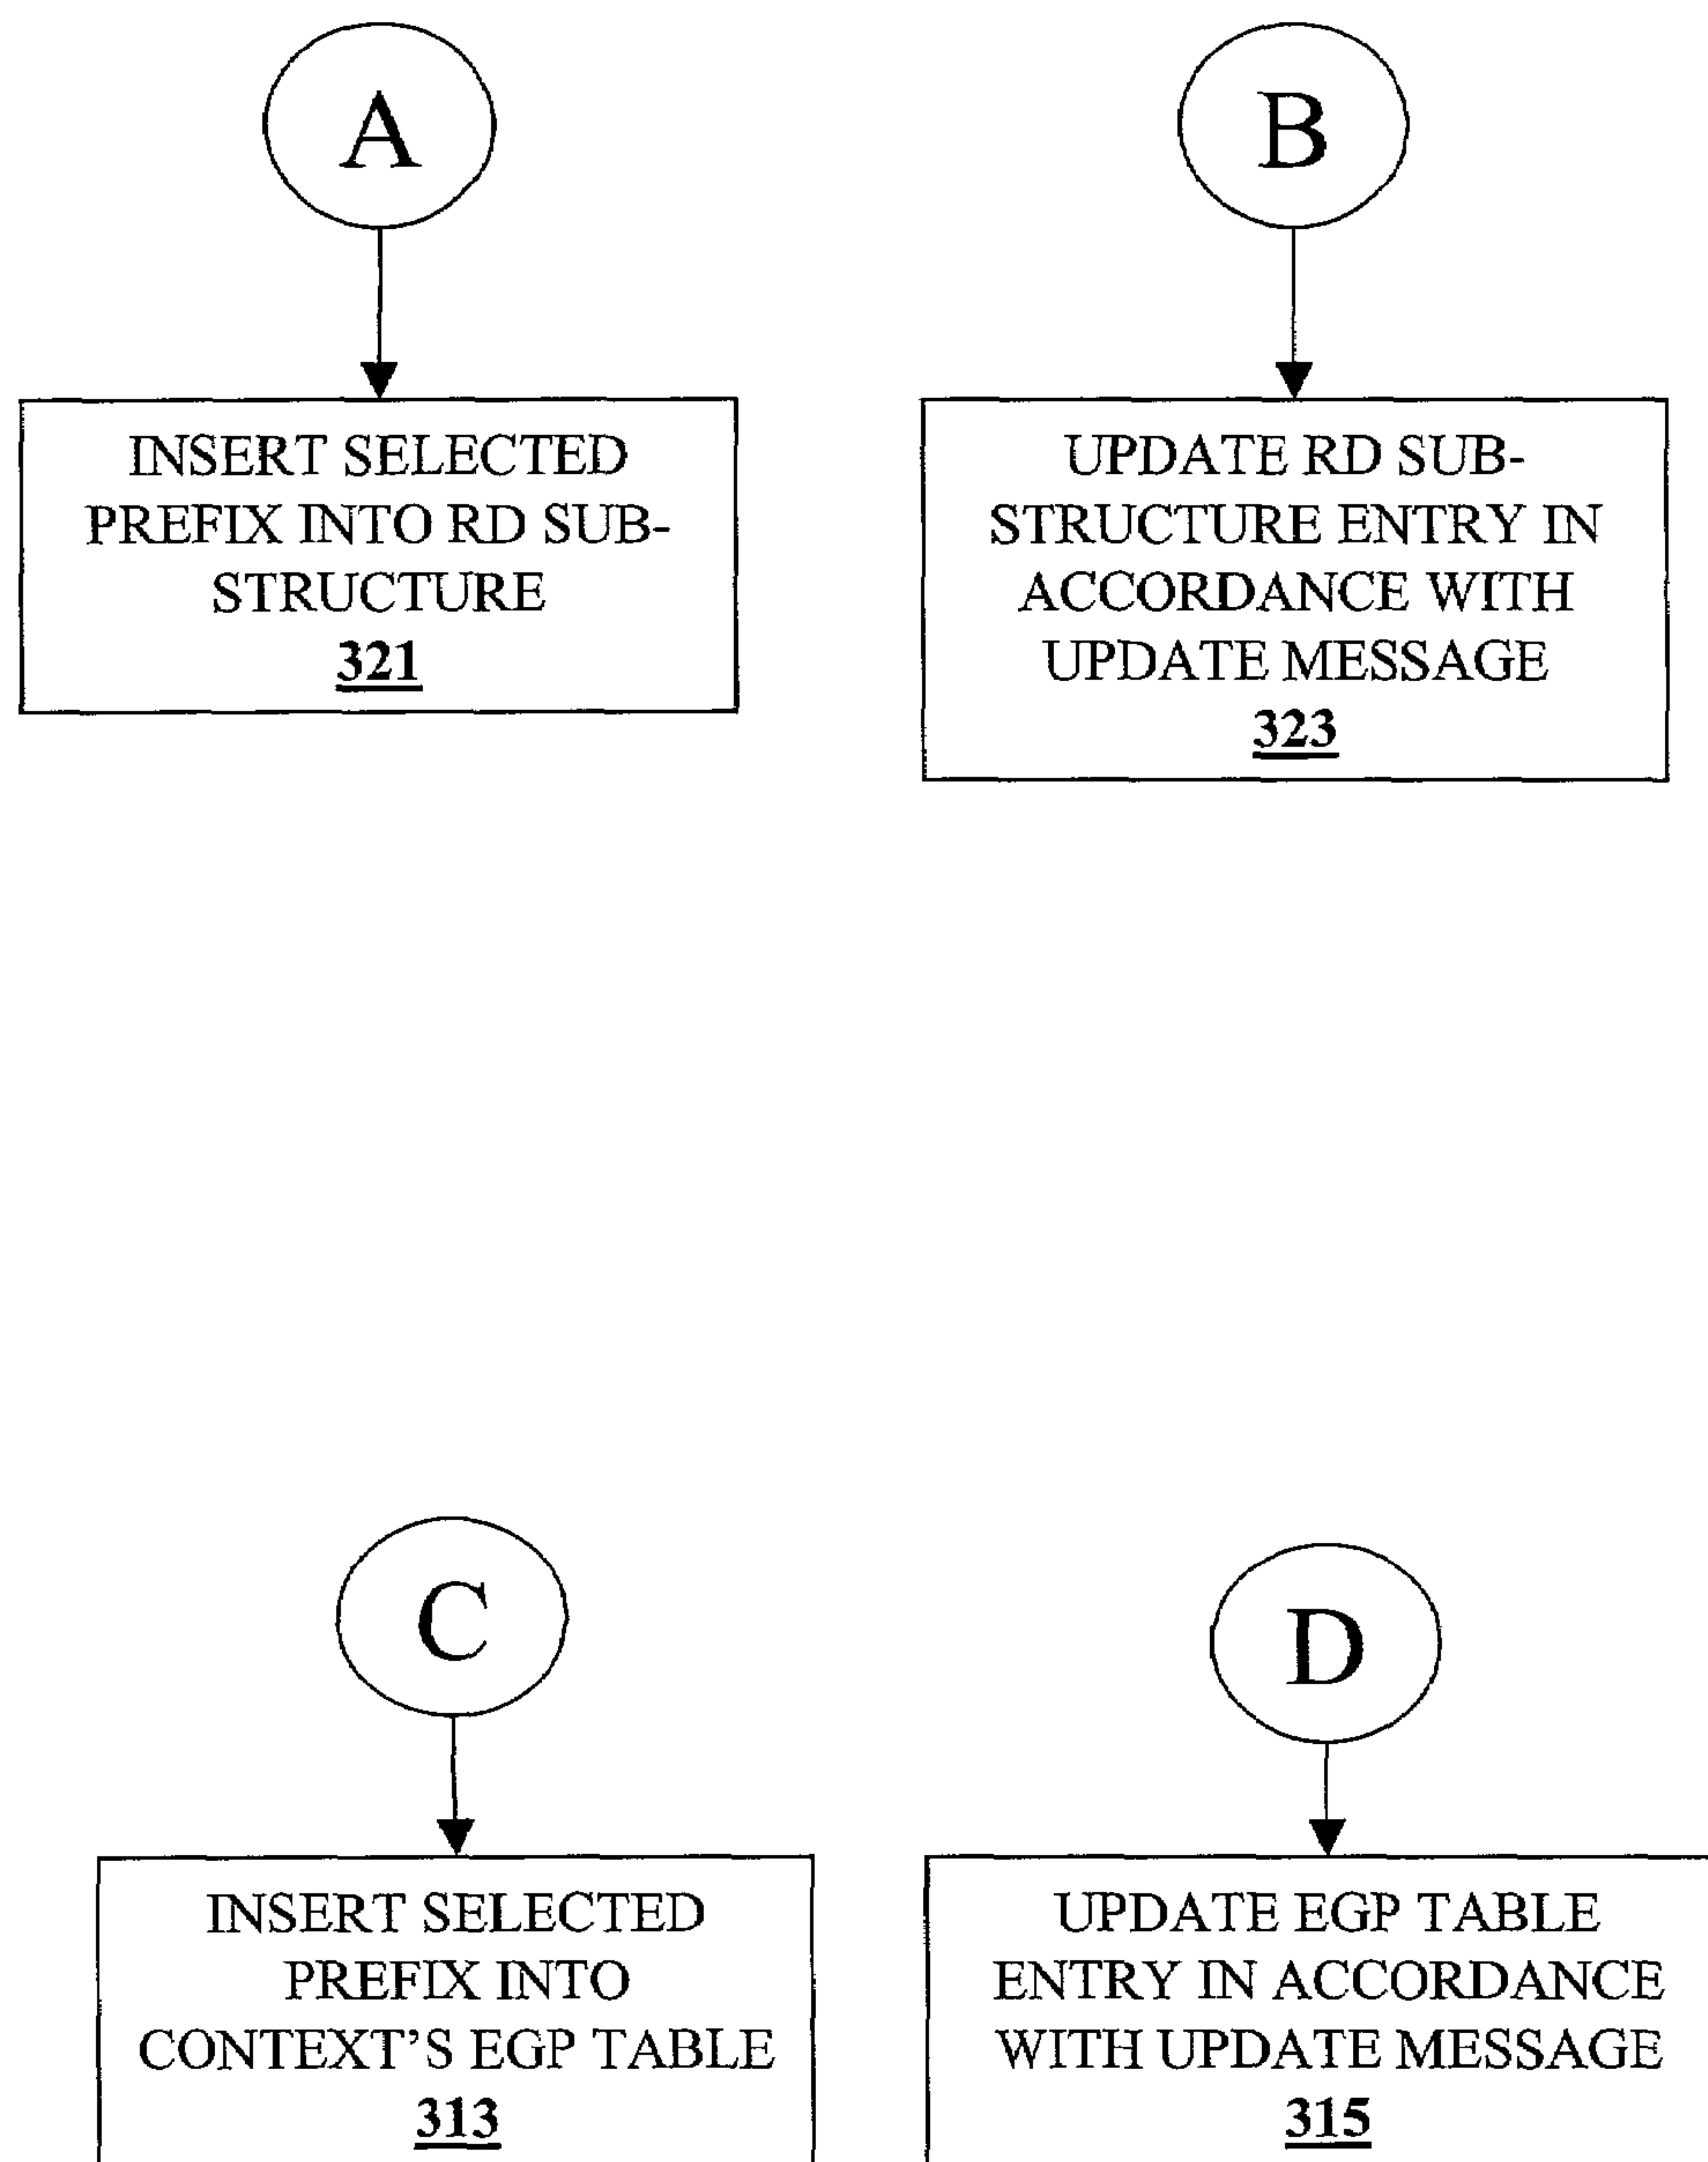 A
INSERT SELECTED
PREFIX INTO RD SUB-
STRUCTURE
321
B
UPDATE RD SUB-
STRUCTURE ENTRY IN
ACCORDANCE WITH
UPDATE MESSAGE
323
C
INSERT SELECTED
PREFIX INTO
CONTEXT'S EGP TABLE
313
D
UPDATE EGP TABLE
ENTRY IN ACCORDANCE
WITH UPDATE MESSAGE
315